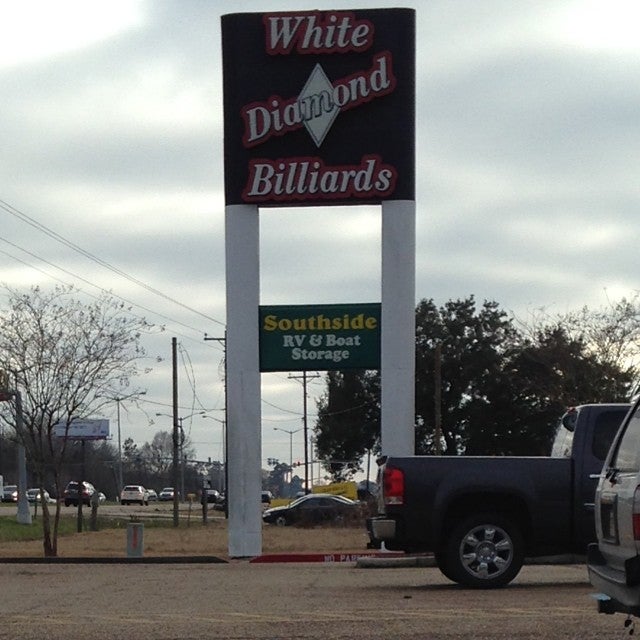 White
Diamond
Billiards
Southside
RV & Boat
Storage
NO PARKING